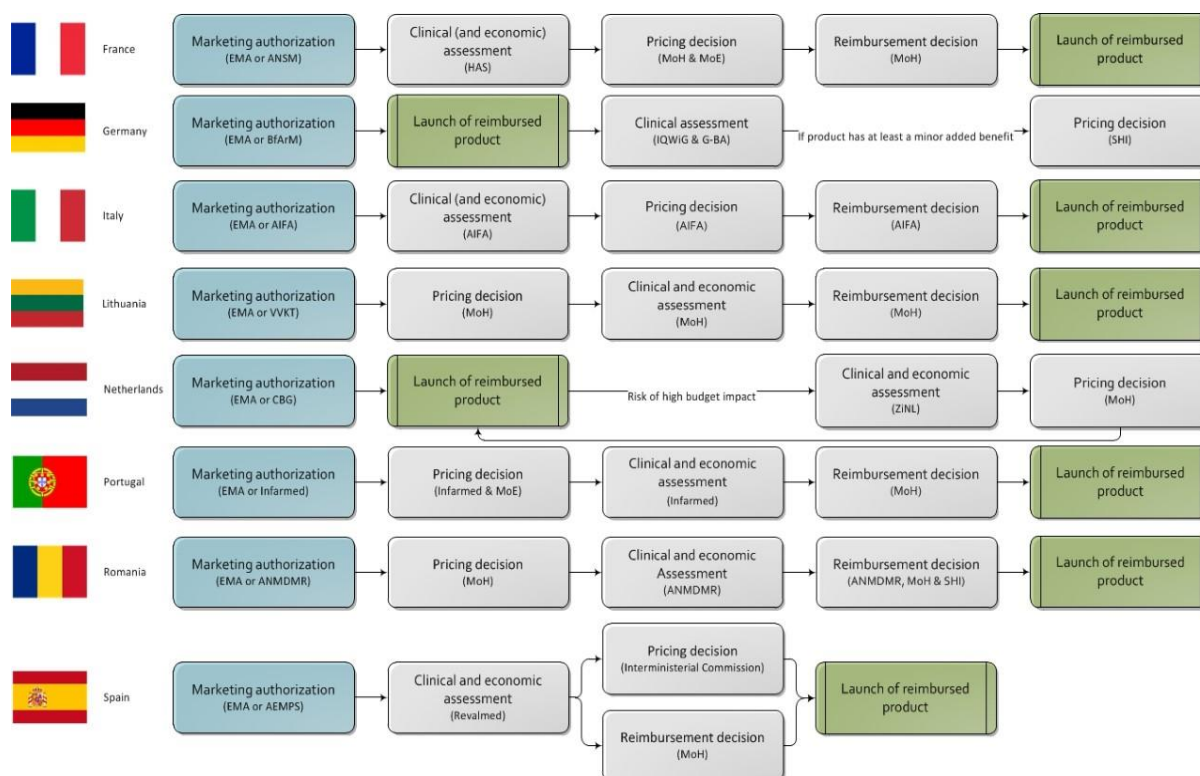 France
Marketing authorization
(EMA or ANSM)
Clinical (and economic)
assessment
(HAS)
Pricing decision
(MoH & MoE)
Reimbursement decision
(MoH)
Launch of reimbursed
product
Germany
Marketing authorization
(EMA or BfArM)
Launch of reimbursed
product
Clinical assessment
(IQWiG & G-BA)
If product has at least a minor added benefit
Pricing decision
(SHI)
Italy
Marketing authorization
(EMA or AIFA)
Clinical (and economic)
assessment
(AIFA)
Pricing decision
(AIFA)
Reimbursement decision
(AIFA)
Launch of reimbursed
product
Lithuania
Marketing authorization
(EMA or VVKT)
Pricing decision
(MoH)
Clinical and economic
assessment
(MoH)
Reimbursement decision
(MoH)
Launch of reimbursed
product
Netherlands
Marketing authorization
(EMA or CBG)
Launch of reimbursed
product
Risk of high budget impact
Clinical and economic
assessment
(ZiNL)
Pricing decision
(MoH)
Portugal
Marketing authorization
(EMA or Infarmed)
Pricing decision
(Infarmed & MoE)
Clinical and economic
assessment
(Infarmed)
Reimbursement decision
(MoH)
Launch of reimbursed
product
Romania
Marketing authorization
(EMA or ANMDMR)
Pricing decision
(MoH)
Clinical and economic
Assessment
(ANMDMR)
Reimbursement decision
(ANMDMR, MoH & SHI)
Launch of reimbursed
product
Spain
Marketing authorization
(EMA or AEMPS)
Clinical and economic
assessment
(Revalmed)
Pricing decision
(Interministerial Commission)
Reimbursement decision
(MoH)
Launch of reimbursed
product